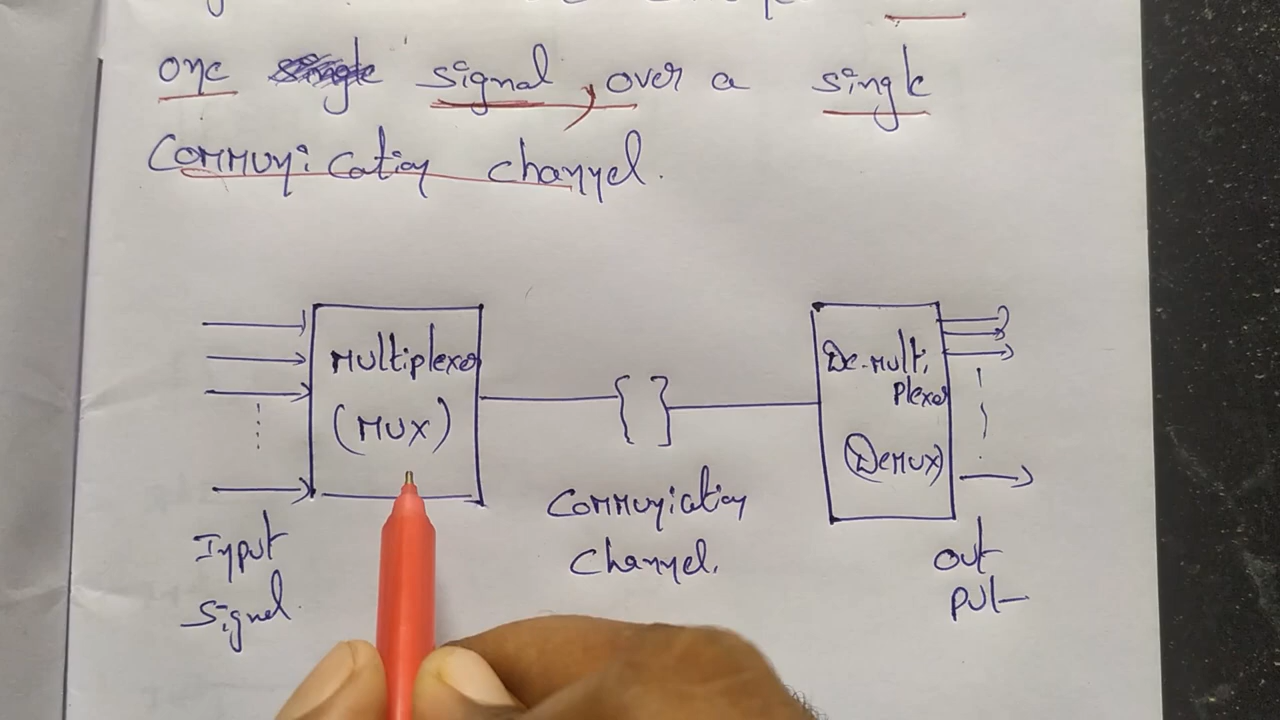 one single signal, over a single
Communication channel.
Multiplexer
(MUX)
De-multi
plexer
(Demux)
Input
Signal
Communication
Channel.
Out
put